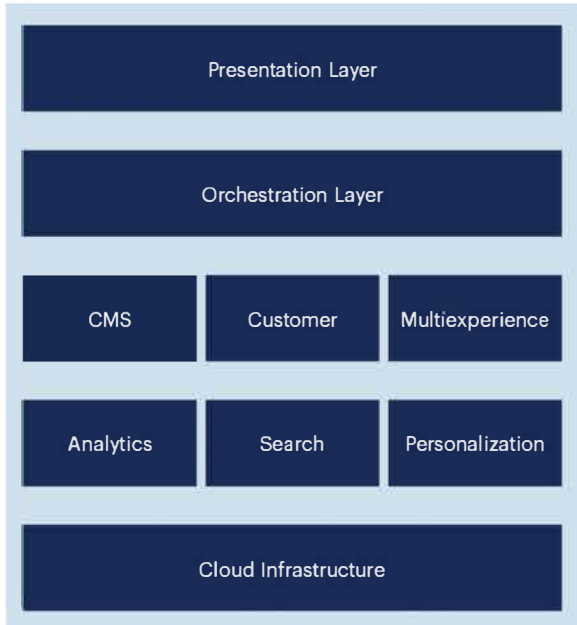 Presentation Layer
Orchestration Layer
CMS
Customer
Multiexperience
Analytics
Search
Personalization
Cloud Infrastructure